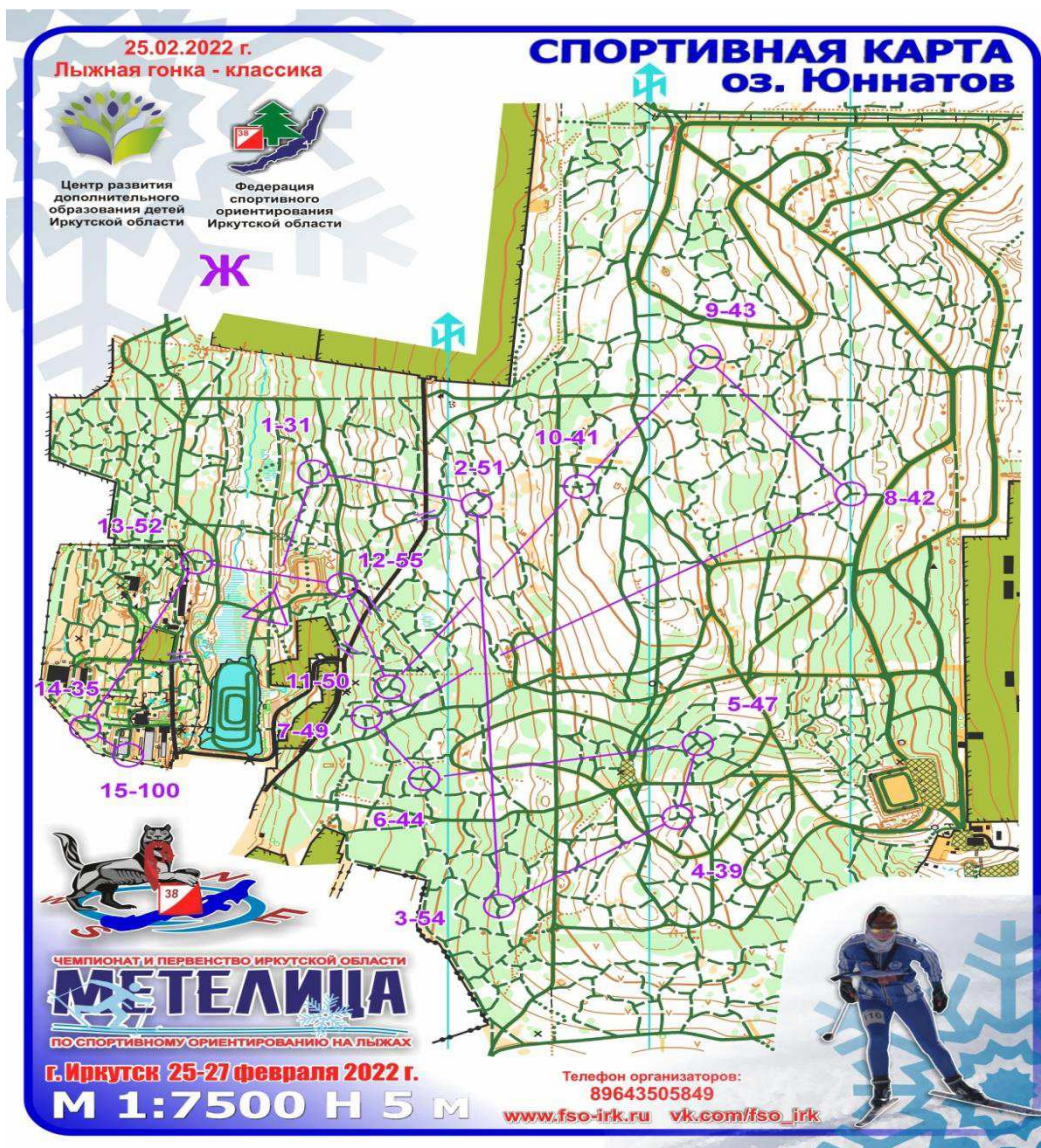 25.02.2022 г.
Лыжная гонка - классика
СПОРТИВНАЯ КАРТА
оз. Юннатов
38
Центр развития
дополнительного
образования детей
Иркутской области
Федерация
спортивного
ориентирования
Иркутской области
Ж
9-43
1-31
10-41
2-51
8-42
13-52
12-55
11-50
14-35
5-47
7-49
15-100
6-44
4-39
3-54
38
N
W
S
E
ЧЕМПИОНАТ И ПЕРВЕНСТВО ИРКУТСКОЙ ОБЛАСТИ
МЕТЕЛИЦА
ПО СПОРТИВНОМУ ОРИЕНТИРОВАНИЮ НА ЛЫЖАХ
г. Иркутск 25-27 февраля 2022 г.
М 1:7500 Н 5 м
Телефон организаторов:
89643505849
www.fso-irk.ru vk.com/fso_irk